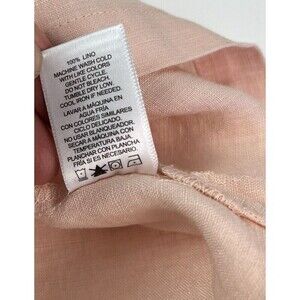 100% LINO
MACHINE WASH COLD
WITH LIKE COLORS
GENTLE CYCLE.
DO NOT BLEACH.
TUMBLE DRY LOW.
COOL IRON IF NEEDED.
LAVAR A MÁQUINA EN
AGUA FRÍA
CON COLORES SIMILARES
CICLO DELICADO.
NO USAR BLANQUEADOR.
SECAR A MÁQUINA CON
TEMPERATURA BAJA
PLANCHAR CON PLANCHA
FRÍA SI ES NECESARIO.